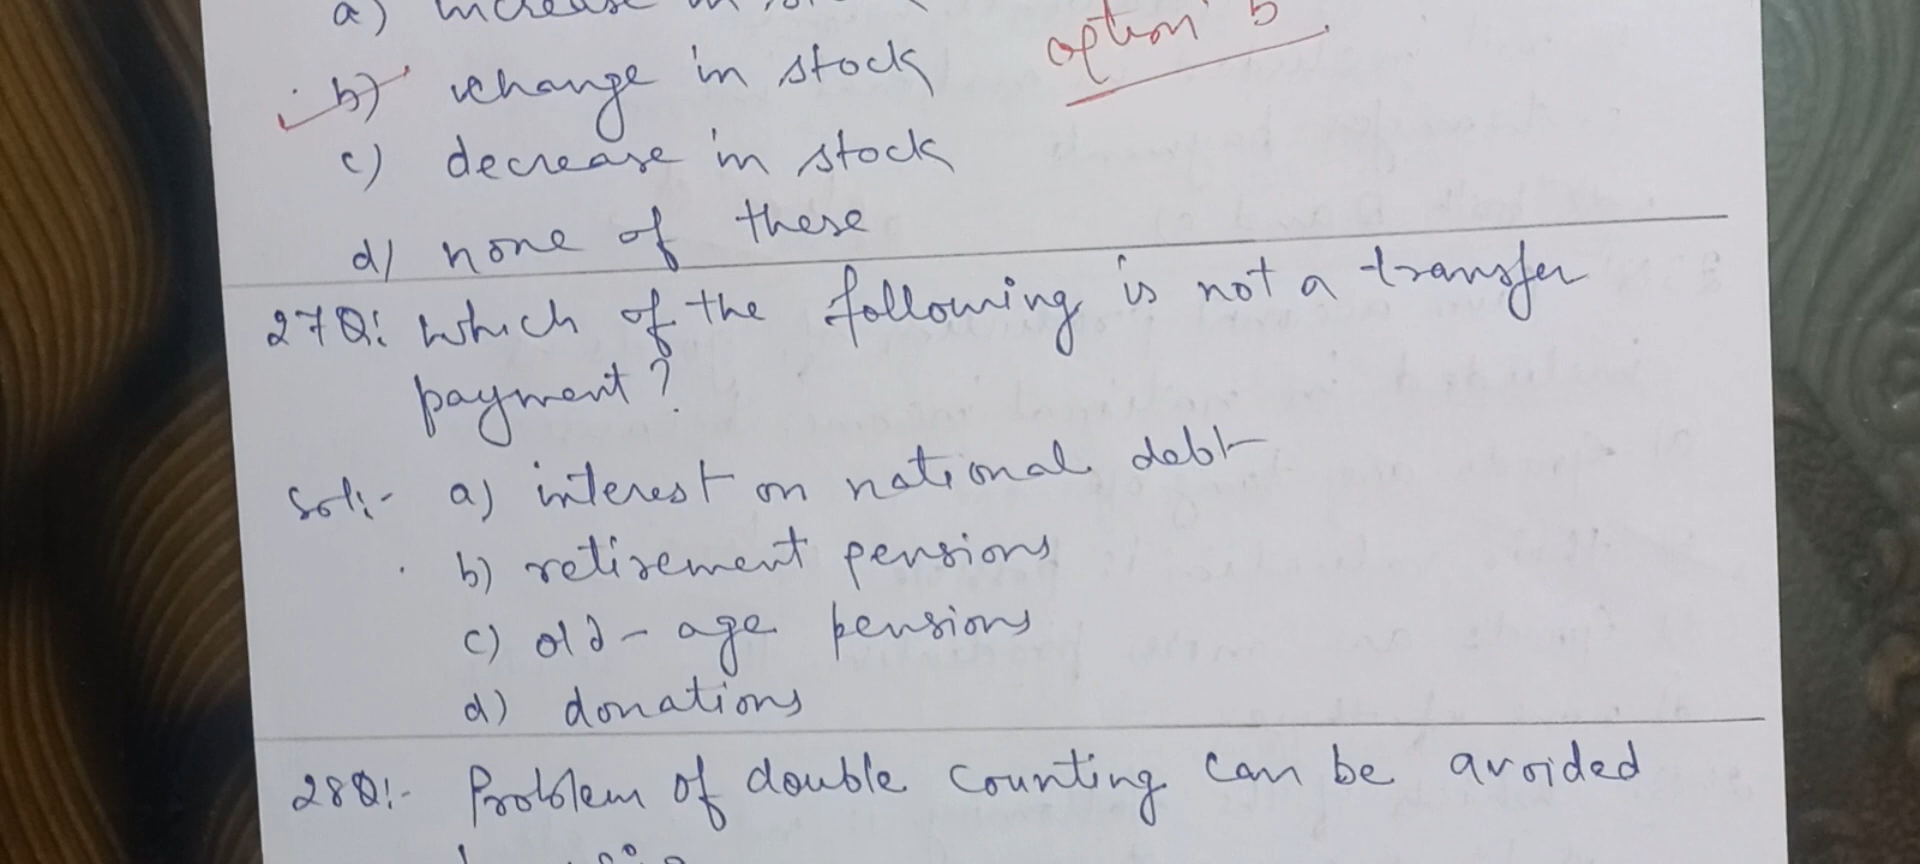 a) increase in
option b
b) change in stock
c) decrease in stock
d) none of these
27Q: which of the following is not a transfer
payment?
Sol:- a) interest on national debt
b) retirement pensions
c) old-age pensions
d) donations
28Q:- Problem of double counting can be avoided